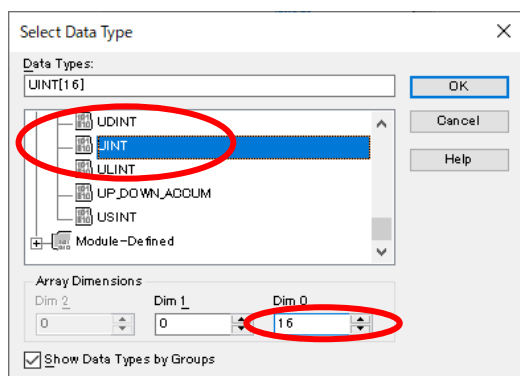 Select Data Type
Data Types:
UINT[16]
OK
UDINT
Cancel
UINT
ULINT
Help
UP_DOWN_ACCUM
USINT
Module-Defined
Array Dimensions
Dim 2 Dim 1 Dim 0
0 0 16
Show Data Types by Groups